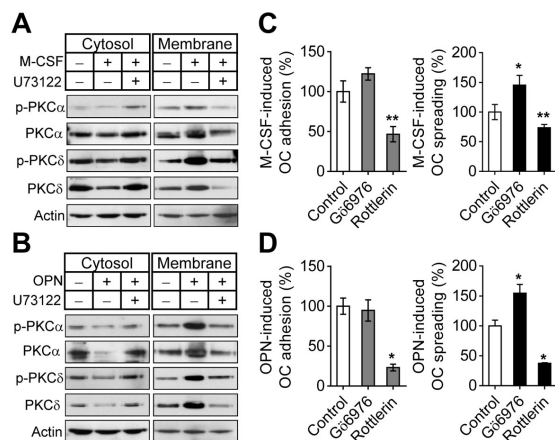 A
Cytosol Membrane
M-CSF – + + – + +
U73122 – – + – – +
p-PKCα
PKCα
p-PKCδ
PKCδ
Actin
B
Cytosol Membrane
OPN – + + – + +
U73122 – – + – – +
p-PKCα
PKCα
p-PKCδ
PKCδ
Actin
C
M-CSF-induced
OC adhesion (%)
150
100
50
0
**
Control
Gö6976
Rottlerin
M-CSF-induced
OC spreading (%)
200
150
100
50
0
*
**
Control
Gö6976
Rottlerin
D
OPN-induced
OC adhesion (%)
150
100
50
0
*
Control
Gö6976
Rottlerin
OPN-induced
OC spreading (%)
200
150
100
50
0
*
*
Control
Gö6976
Rottlerin